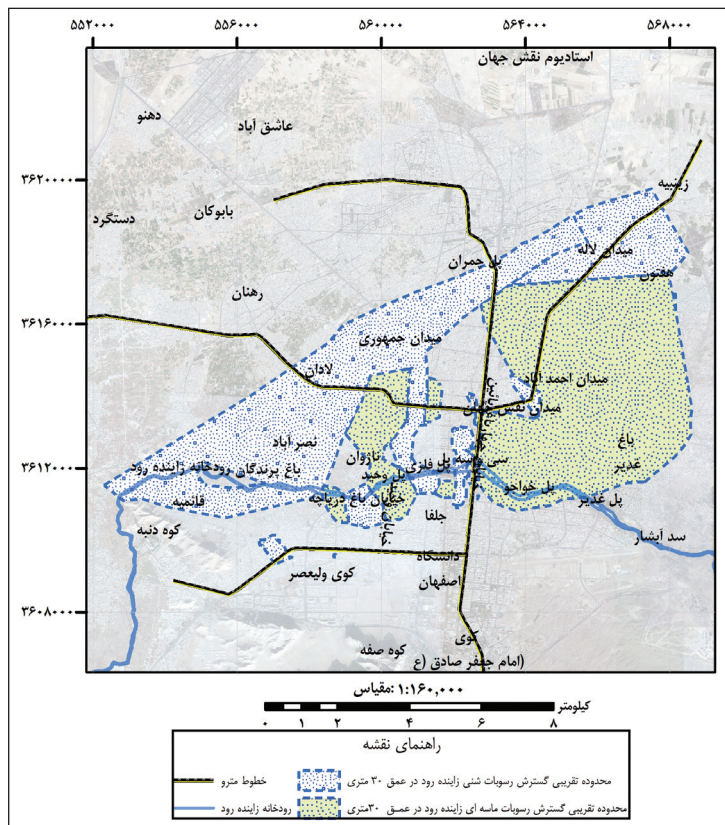 ۵۵۲۰۰۰ ۵۵۶۰۰۰ ۵۶۰۰۰۰ ۵۶۴۰۰۰ ۵۶۸۰۰۰
استادیوم نقش جهان
دهنو
عاشق آباد
۳۶۲۰۰۰۰
زینبیه
بابوکان
دستگرد
میدان لاله
پل چمران
هفتون
رهنان
۳۶۱۶۰۰۰
میدان جمهوری
لادان
میدان احمد آباد
میدان نقش جهان
نصر آباد
باغ
غدیر
ناژوان
سی و سه پل
پل فلزی
پل وحید
باغ پرندگان
رودخانه زاینده رود
۳۶۱۲۰۰۰
پل خواجو
پل غدیر
خیابان باغ دریاچه
خیابان
قائمیه
جلفا
کوه دنبه
سد آبشار
دانشگاه
اصفهان
کوی ولیعصر
۳۶۰۸۰۰۰
کوی
(امام جعفر صادق (ع
کوه صفه
۱:۱۶۰,۰۰۰ :مقیاس
کیلومتر
۰ ۱ ۲ ۴ ۶ ۸
راهنمای نقشه
محدوده تقریبی گسترش رسوبات شنی زاینده رود در عمق ۳۰ متری
خطوط مترو
محدوده تقریبی گسترش رسوبات ماسه ای زاینده رود در عمق ۳۰متری
رودخانه زاینده رود